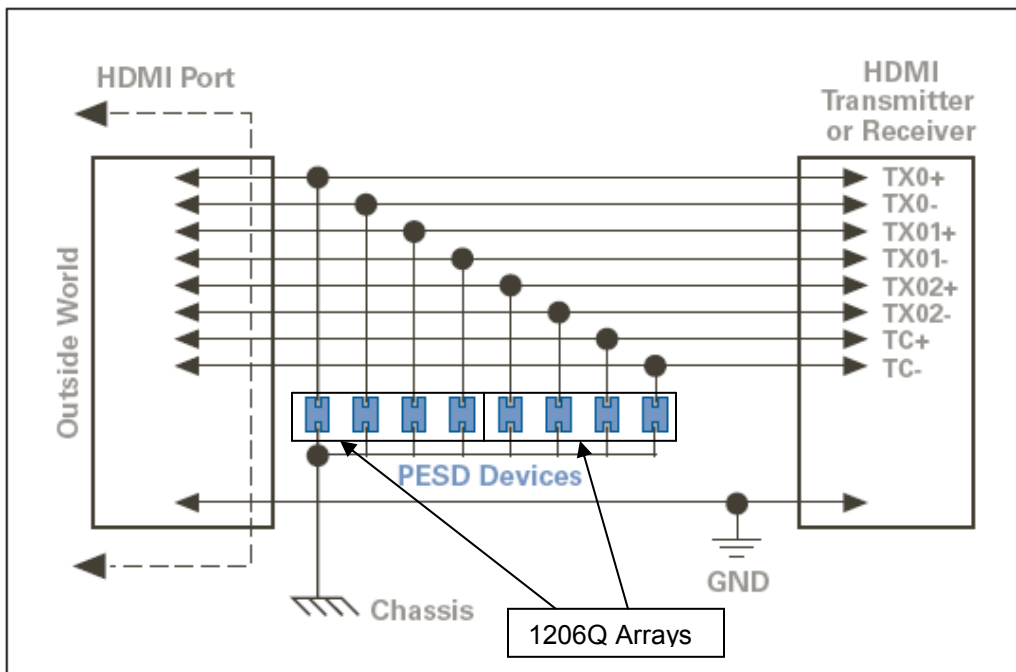 HDMI Port
HDMI
Transmitter
or Receiver
TX0+
TX0-
TX01+
TX01-
TX02+
TX02-
TC+
TC-
Outside World
PESD Devices
GND
Chassis
1206Q Arrays